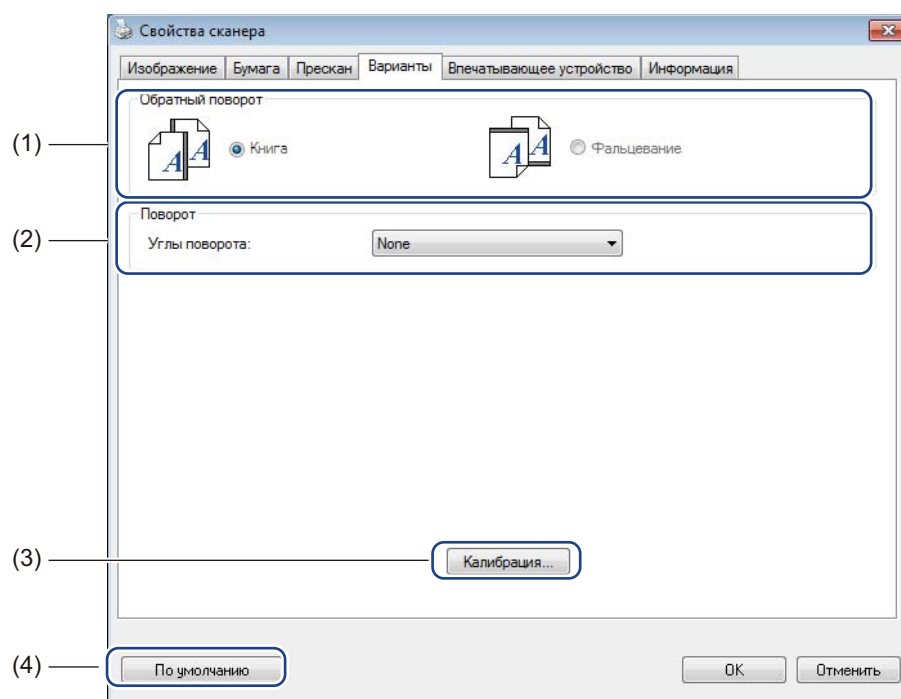 Свойства сканера
Изображение Бумага Прескан Варианты Впечатывающее устройство Информация
Обратный поворот
(1) A A Книга A A Фальцевание
Поворот
(2) Углы поворота: None
(3) Калибрация...
(4) По умолчанию OK Отменить